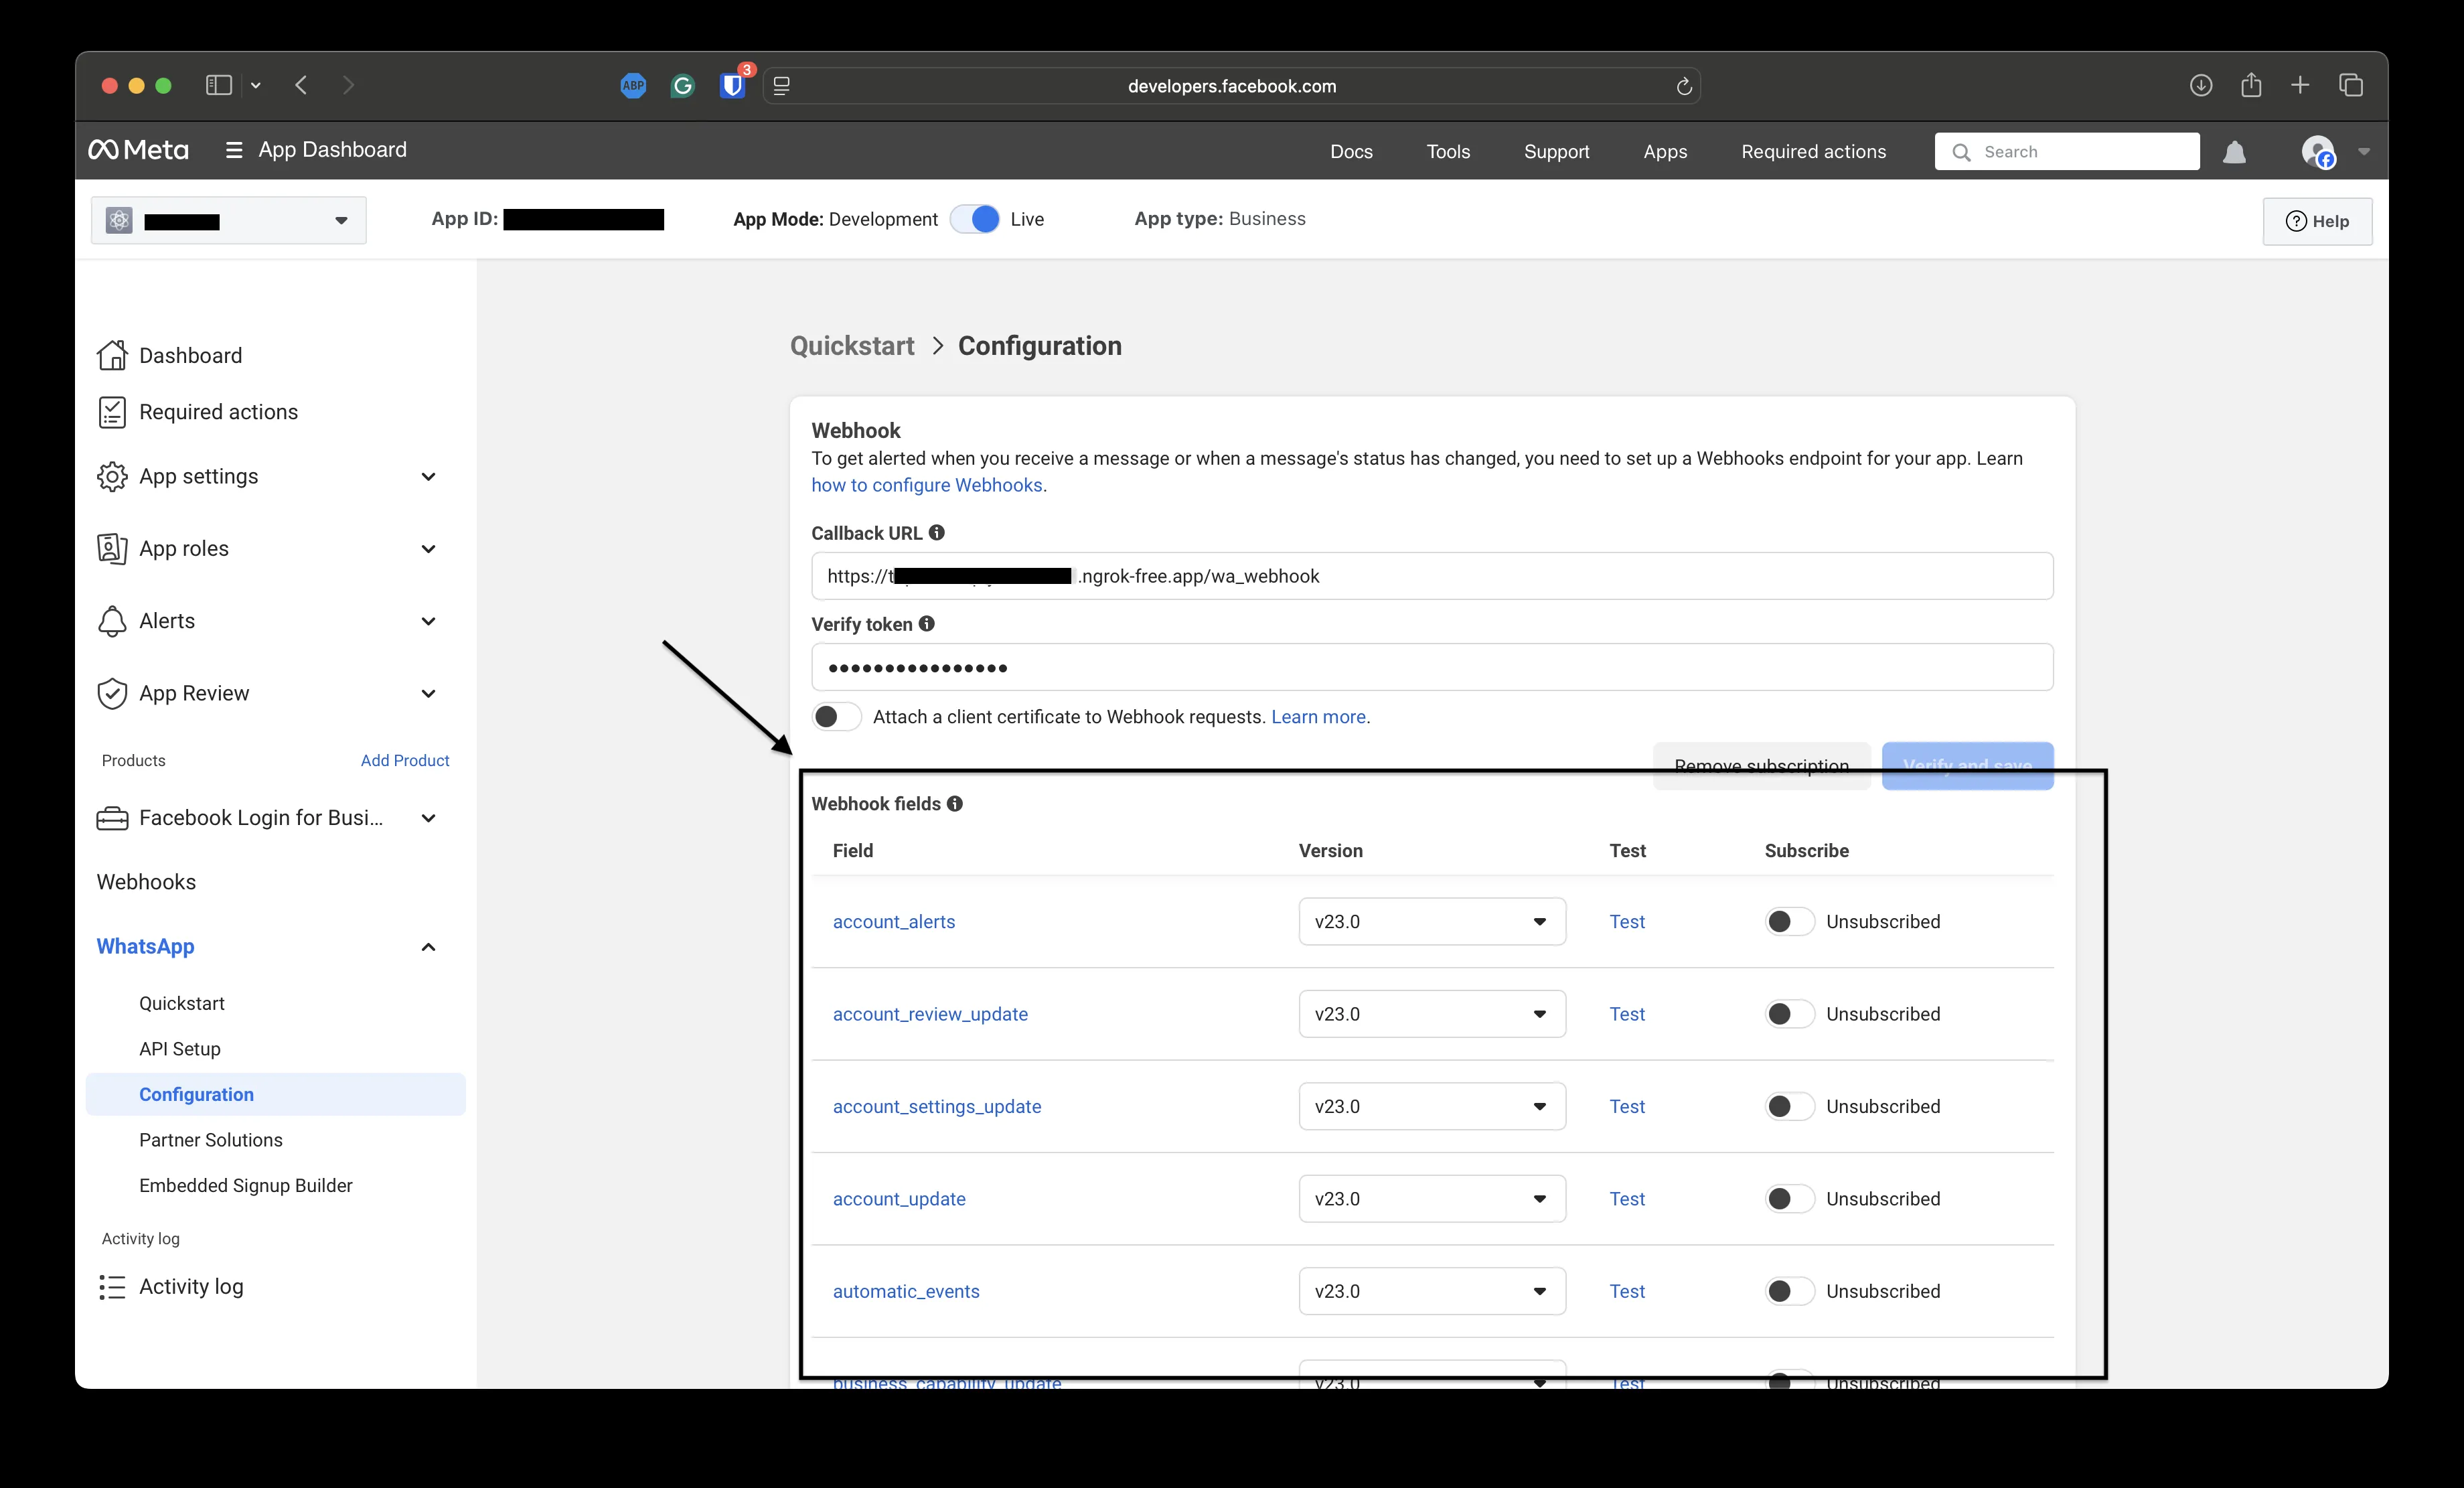 ABP
3
developers.facebook.com
Meta
App Dashboard
Docs
Tools
Support
Apps
Required actions
Search
App ID:
App Mode: Development
Live
App type: Business
Help
Dashboard
Required actions
App settings
App roles
Alerts
App Review
Products
Add Product
Facebook Login for Busi...
Webhooks
WhatsApp
Quickstart
API Setup
Configuration
Partner Solutions
Embedded Signup Builder
Activity log
Activity log
Quickstart > Configuration
Webhook
To get alerted when you receive a message or when a message's status has changed, you need to set up a Webhooks endpoint for your app. Learn
how to configure Webhooks.
Callback URL
https://t .ngrok-free.app/wa_webhook
Verify token
••••••••••••••••
Attach a client certificate to Webhook requests. Learn more.
Remove subscription
Verify and save
Webhook fields
Field Version Test Subscribe
account_alerts v23.0 Test Unsubscribed
account_review_update v23.0 Test Unsubscribed
account_settings_update v23.0 Test Unsubscribed
account_update v23.0 Test Unsubscribed
automatic_events v23.0 Test Unsubscribed
business_capability_update v23.0 Test Unsubscribed